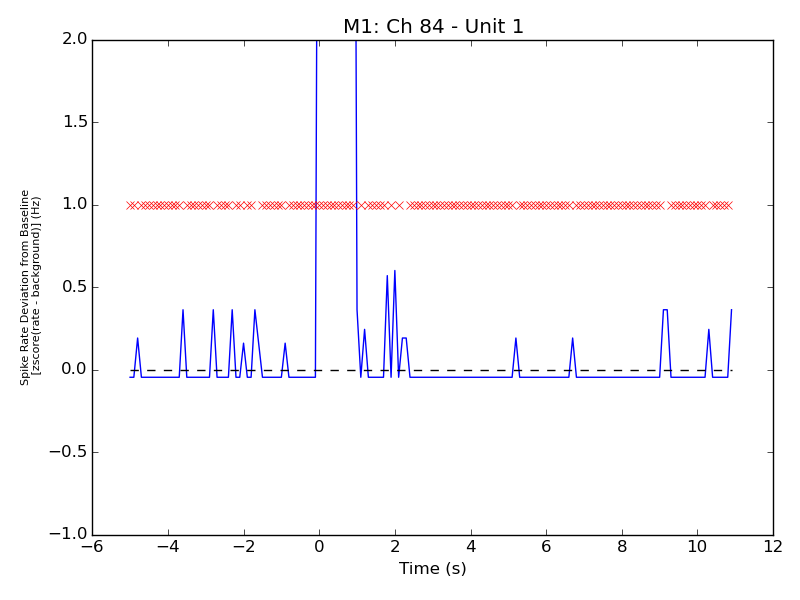 M1: Ch 84 - Unit 1
2.0
1.5
1.0
0.5
0.0
−0.5
−1.0
Spike Rate Deviation from Baseline
[zscore(rate - background)] (Hz)
−6 −4 −2 0 2 4 6 8 10 12
Time (s)